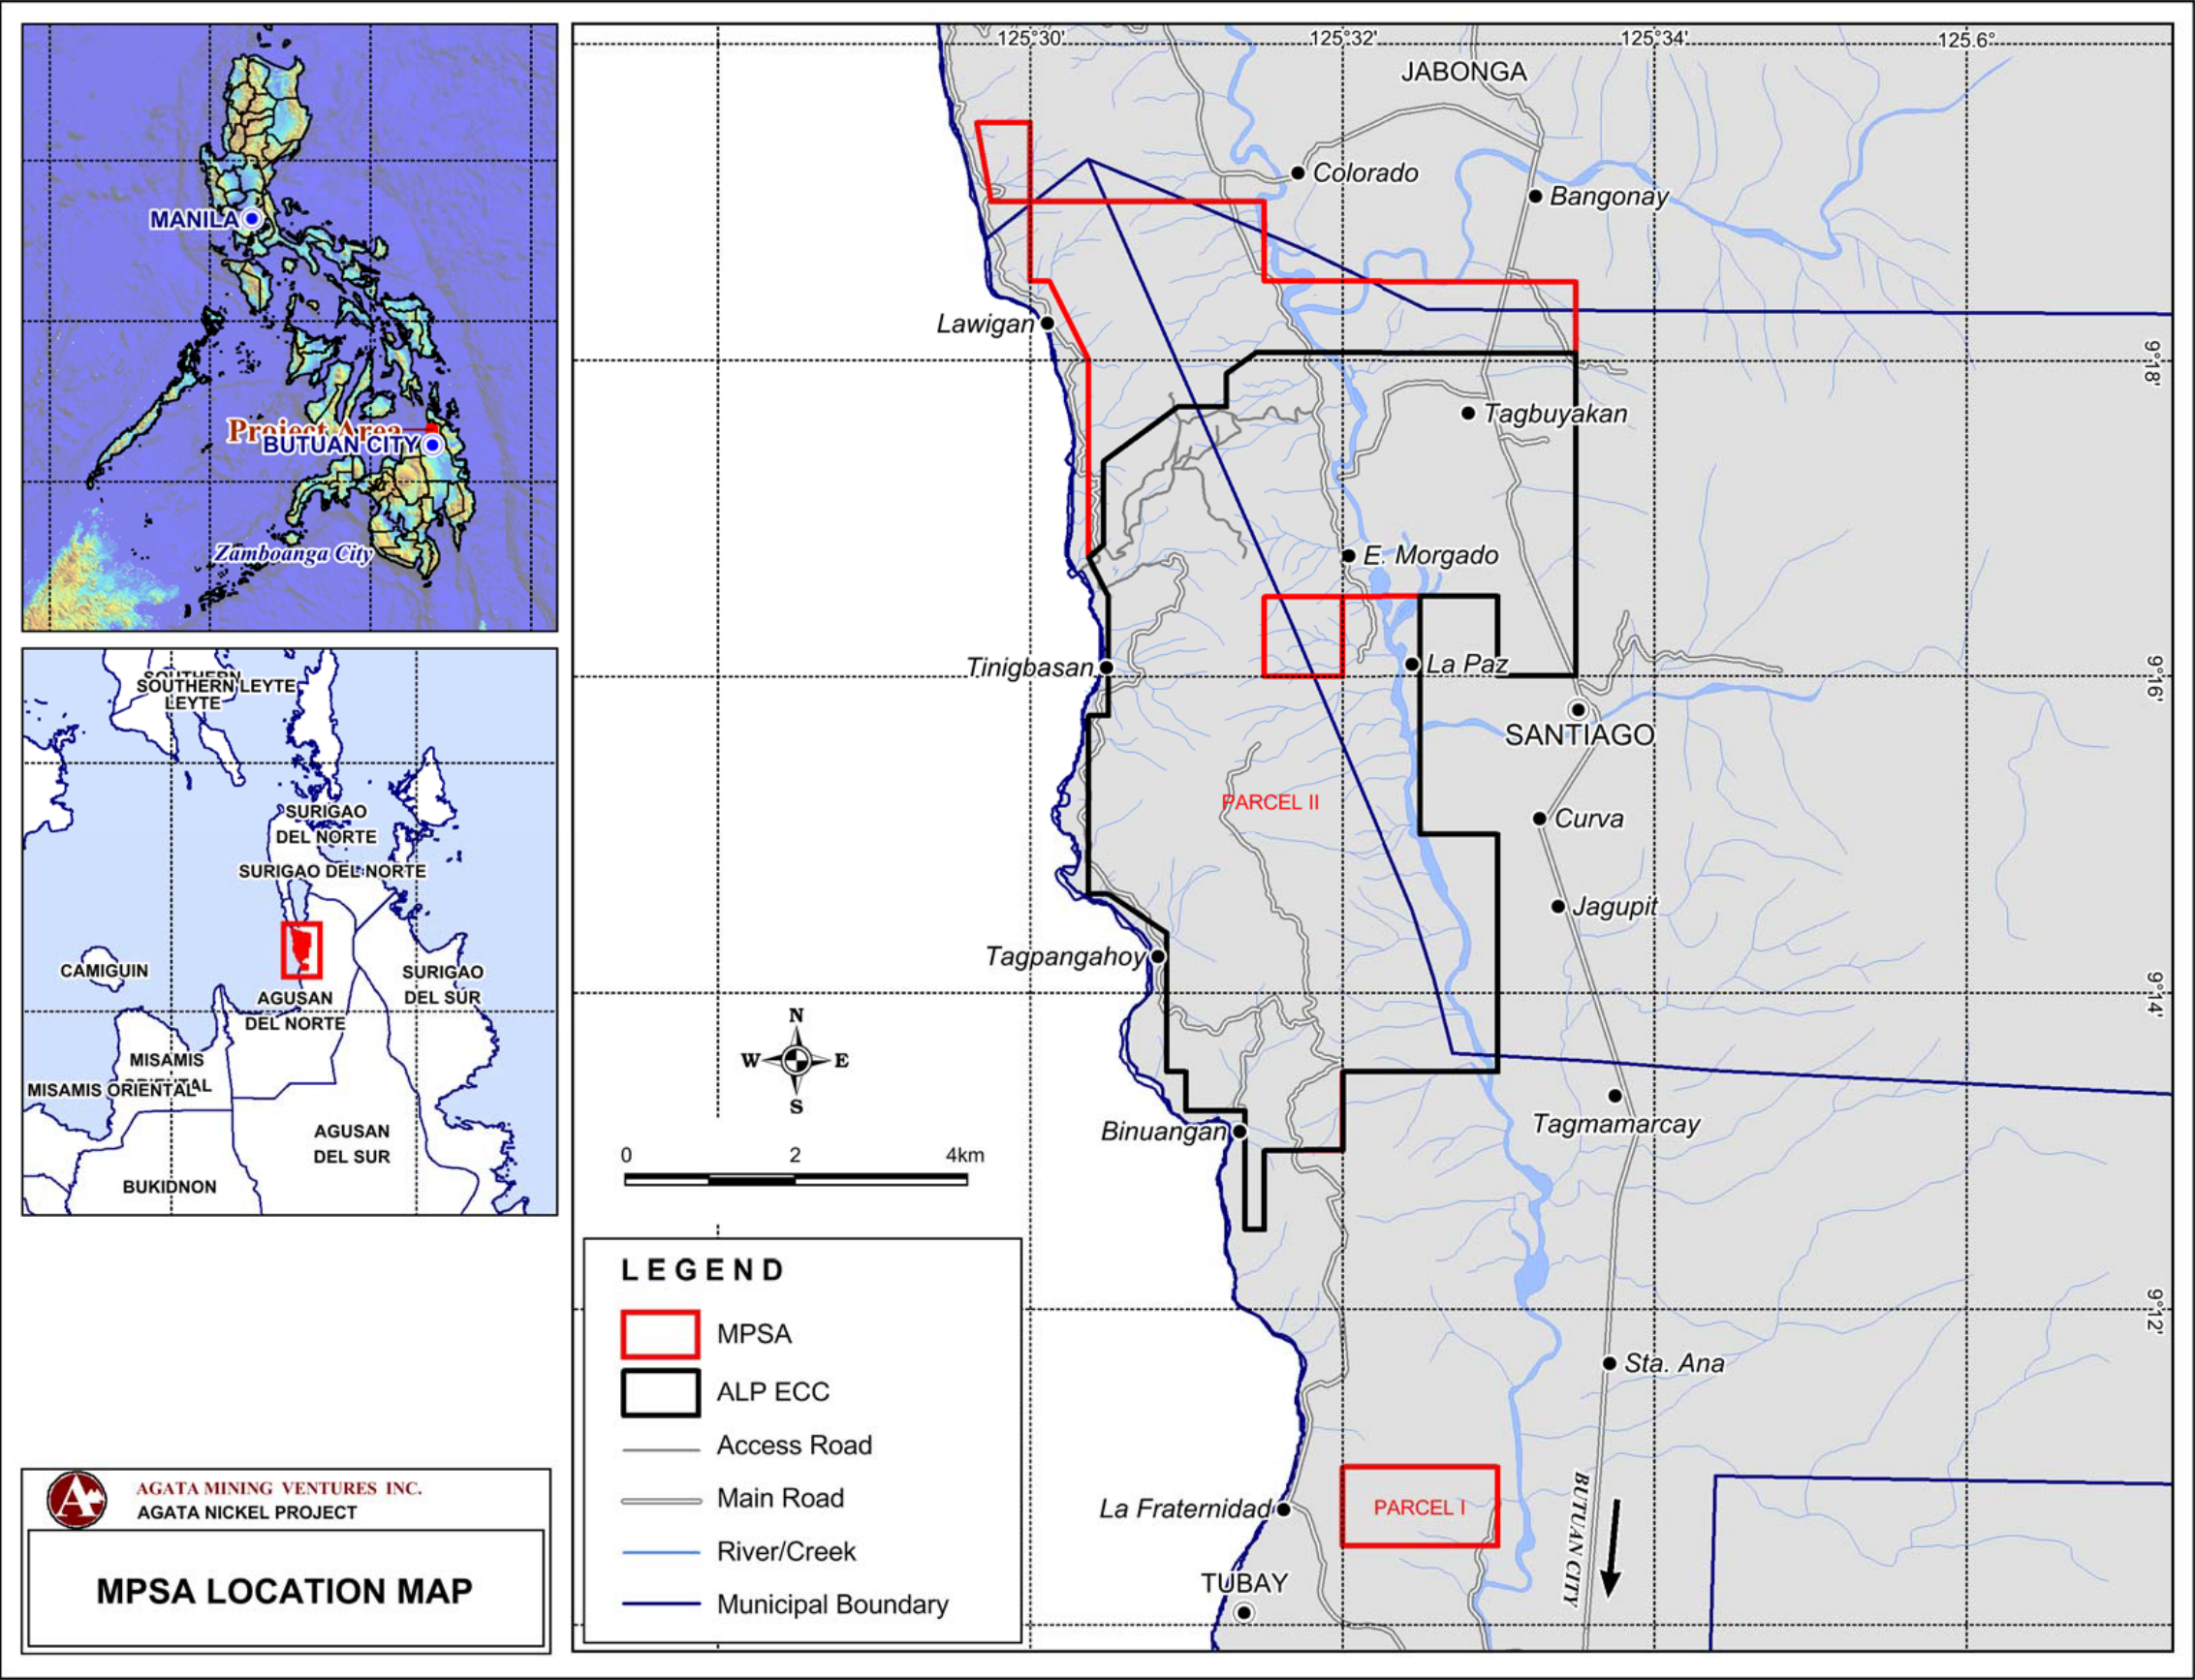 MANILA
Project Area
BUTUAN CITY
Zamboanga City
SOUTHERN
SOUTHERN LEYTE
LEYTE
SURIGAO
DEL NORTE
SURIGAO DEL NORTE
CAMIGUIN
SURIGAO
DEL SUR
AGUSAN
DEL NORTE
MISAMIS
ORIENTAL
MISAMIS ORIENTAL
AGUSAN
DEL SUR
BUKIDNON
AGATA MINING VENTURES INC.
AGATA NICKEL PROJECT
MPSA LOCATION MAP
125°30'
125°32'
125°34'
125.6°
JABONGA
Colorado
Bangonay
Lawigan
9°18'
Tagbuyakan
E. Morgado
Tinigbasan
La Paz
9°16'
SANTIAGO
PARCEL II
Curva
Jagupit
Tagpangahoy
9°14'
N
W
E
S
Tagmamarcay
Binuangan
0
2
4km
9°12'
Sta. Ana
La Fraternidad
PARCEL I
BUTUAN CITY
TUBAY
LEGEND
MPSA
ALP ECC
Access Road
Main Road
River/Creek
Municipal Boundary